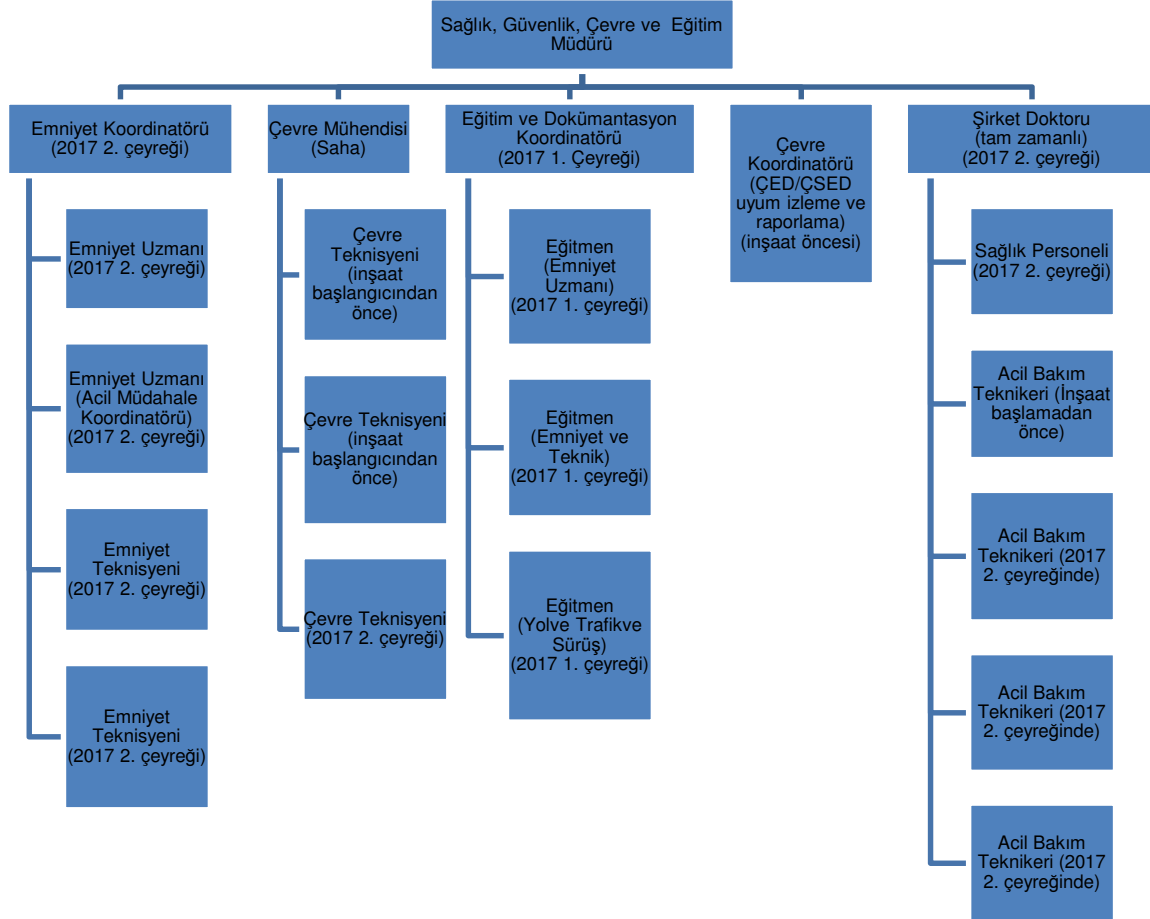 Sağlık, Güvenlik, Çevre ve Eğitim
Müdürü
Emniyet Koordinatörü
(2017 2. çeyreği)
Emniyet Uzmanı
(2017 2. çeyreği)
Emniyet Uzmanı
(Acil Müdahale
Koordinatörü)
(2017 2. çeyreği)
Emniyet
Teknisyeni
(2017 2. çeyreği)
Emniyet
Teknisyeni
(2017 2. çeyreği)
Çevre Mühendisi
(Saha)
Çevre
Teknisyeni
(inşaat
başlangıcından
önce)
Çevre Teknisyeni
(inşaat
başlangıcından
önce)
Çevre Teknisyeni
(2017 2. çeyreği)
Eğitim ve Dokümantasyon
Koordinatörü
(2017 1. Çeyreği)
Eğitmen
(Emniyet
Uzmanı)
(2017 1. çeyreği)
Eğitmen
(Emniyet ve
Teknik)
(2017 1. çeyreği)
Eğitmen
(Yolve Trafikve
Sürüş)
(2017 1. çeyreği)
Çevre
Koordinatörü
(ÇED/ÇSED
uyum izleme ve
raporlama)
(inşaat öncesi)
Şirket Doktoru
(tam zamanlı)
(2017 2. çeyreği)
Sağlık Personeli
(2017 2. çeyreği)
Acil Bakım
Teknikeri (İnşaat
başlamadan
önce)
Acil Bakım
Teknikeri (2017
2. çeyreğinde)
Acil Bakım
Teknikeri (2017
2. çeyreğinde)
Acil Bakım
Teknikeri (2017
2. çeyreğinde)